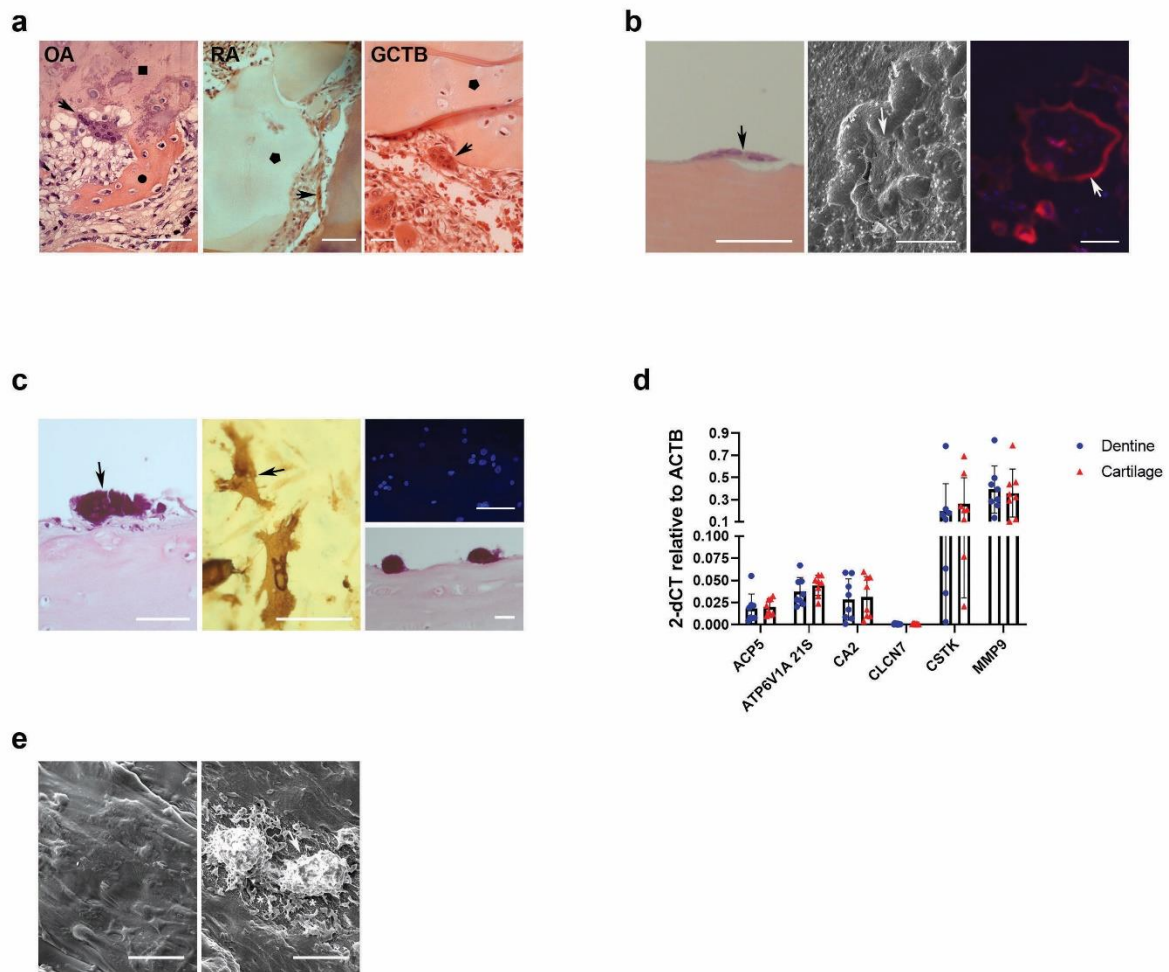 a
OA
RA
GCTB
b
c
d
2-dCT relative to ACTB
0.9
0.7
0.5
0.3
0.1
0.100
0.075
0.050
0.025
0.000
ACP5
ATP6V1A 21S
CA2
CLCN7
CSTK
MMP9
Dentine
Cartilage
e